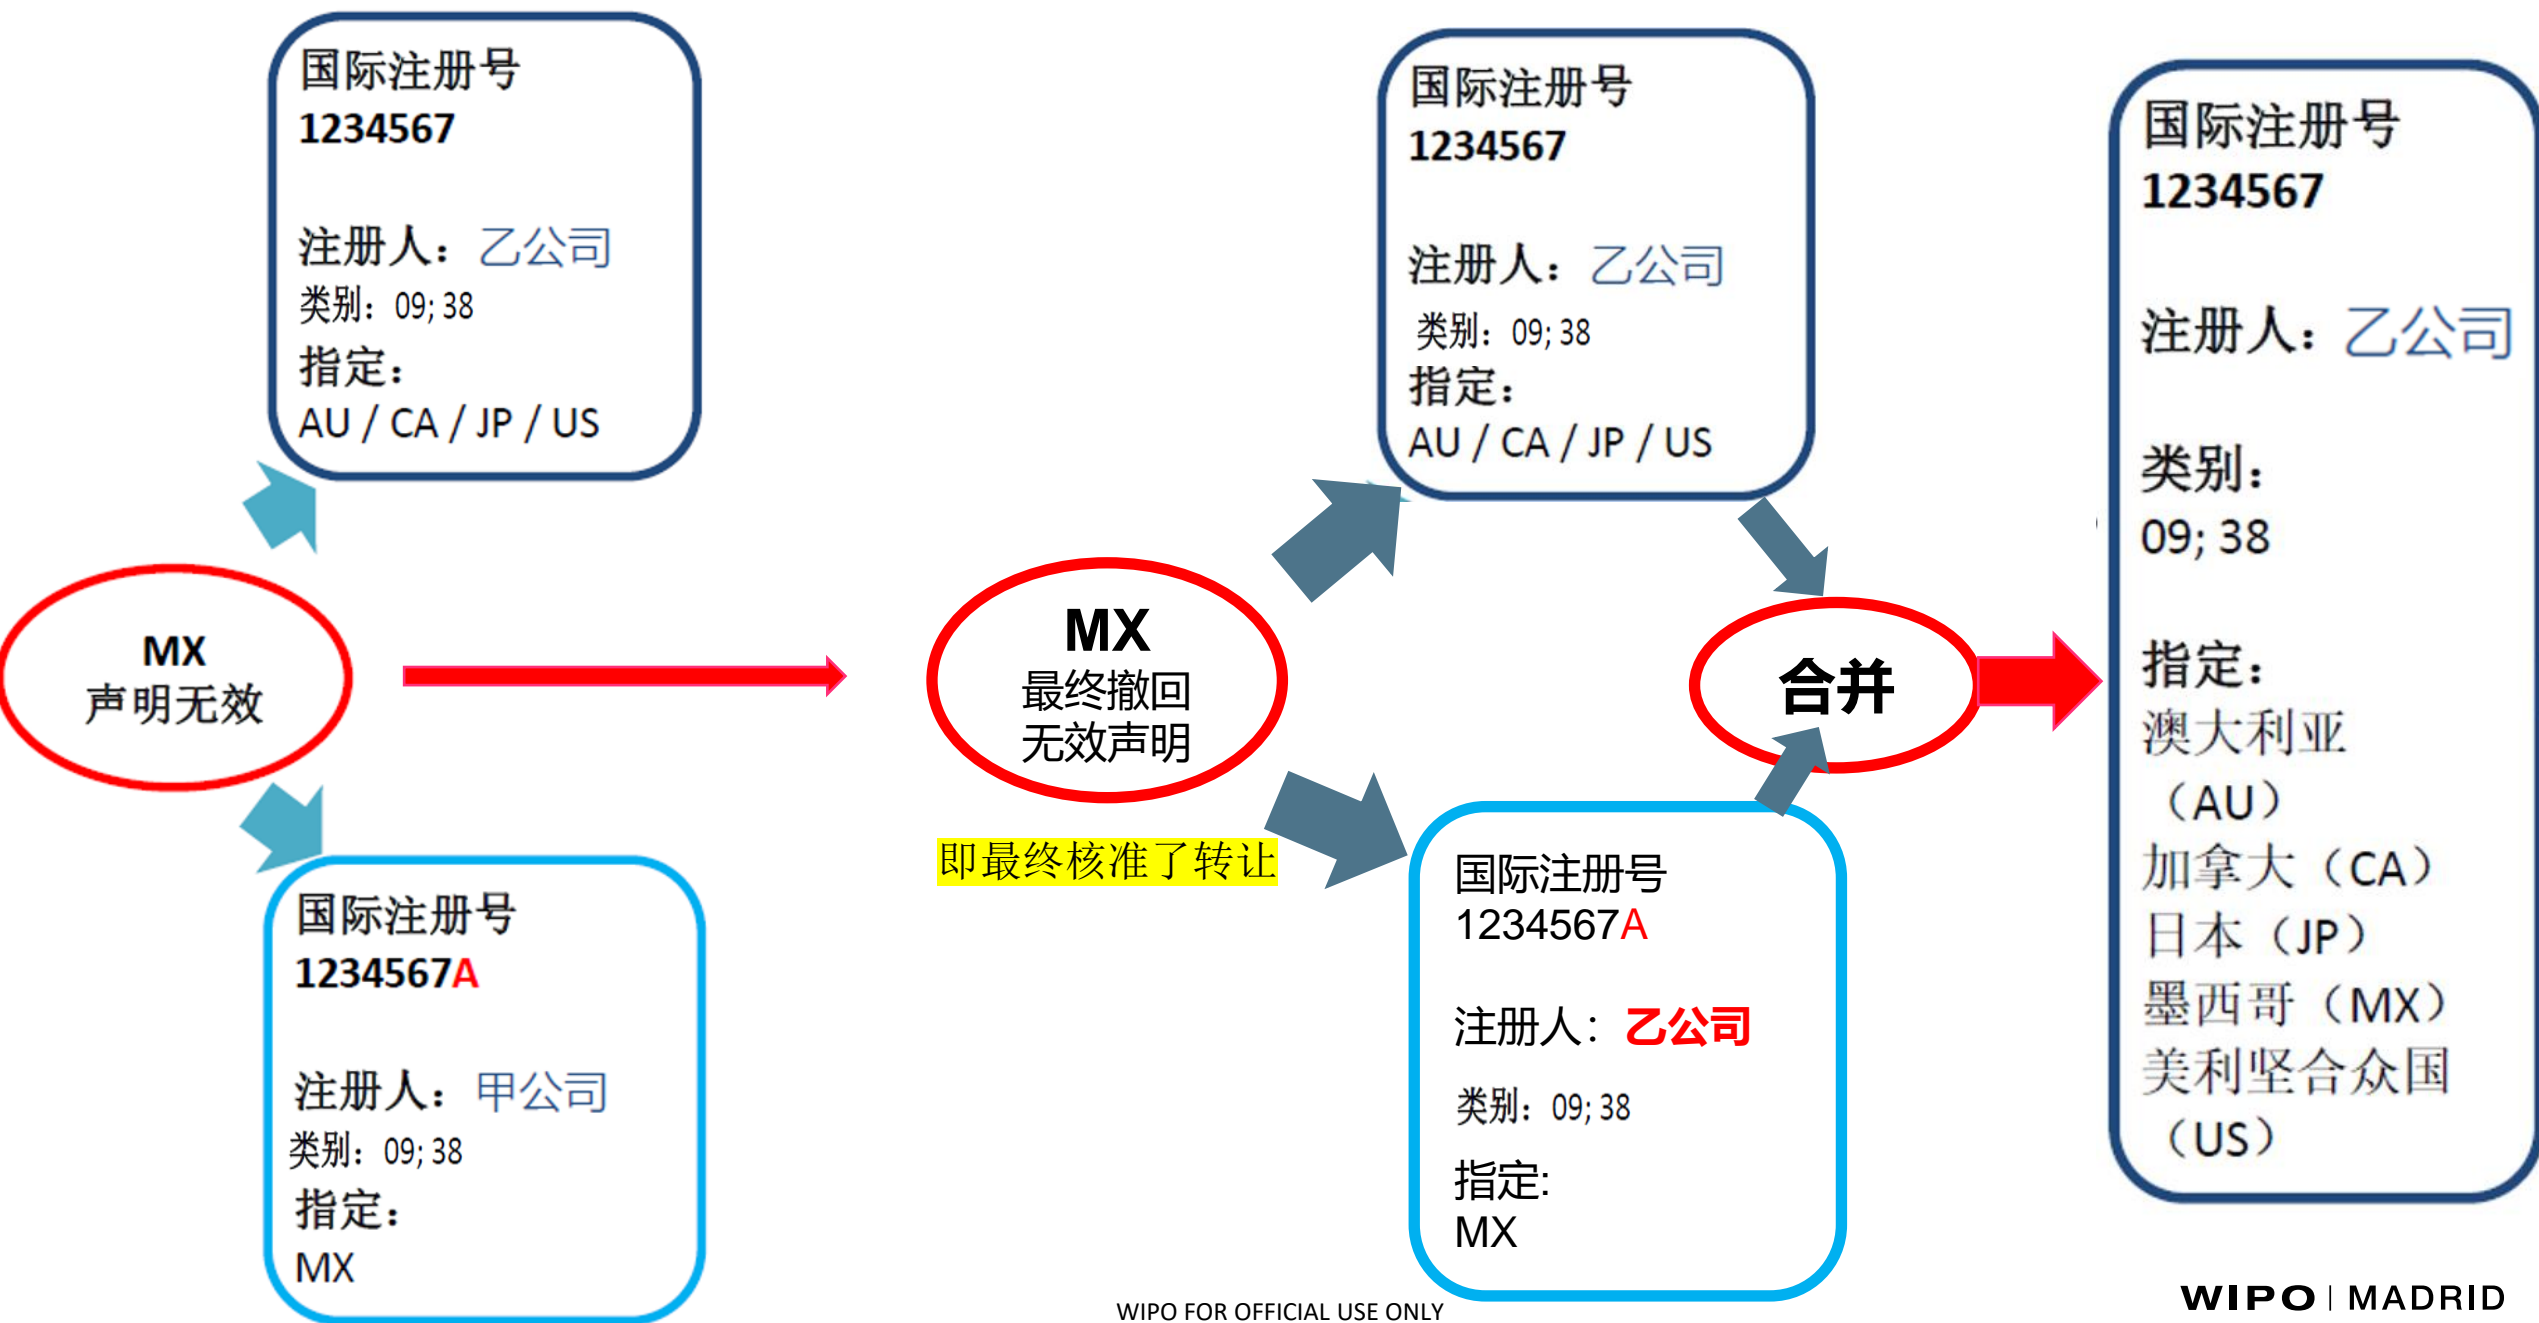 国际注册号
1234567
注册人：乙公司
类别：09; 38
指定：
AU / CA / JP / US
MX
声明无效
国际注册号
1234567A
注册人：甲公司
类别：09; 38
指定：
MX
MX
最终撤回
无效声明
即最终核准了转让
国际注册号
1234567
注册人：乙公司
类别：09; 38
指定：
AU / CA / JP / US
合并
国际注册号
1234567A
注册人：乙公司
类别：09; 38
指定:
MX
国际注册号
1234567
注册人：乙公司
类别：
09; 38
指定：
澳大利亚
（AU）
加拿大（CA）
日本（JP）
墨西哥（MX）
美利坚合众国
（US）
WIPO FOR OFFICIAL USE ONLY
WIPO | MADRID